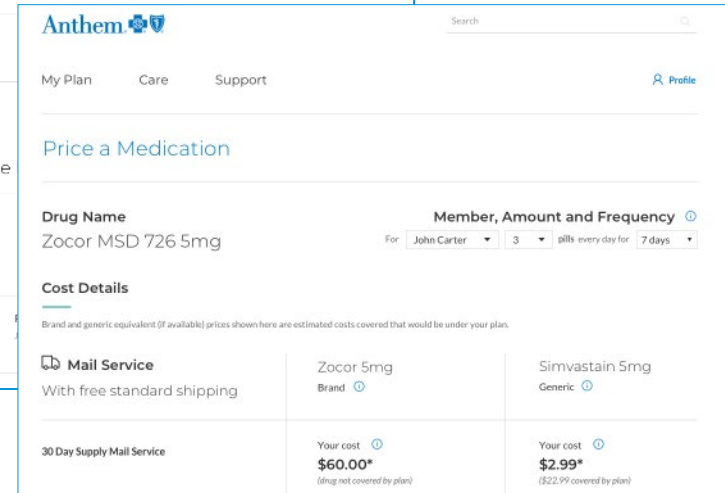 Anthem
Search
My Plan Care Support Profile
Price a Medication
Drug Name
Zocor MSD 726 5mg
Member, Amount and Frequency
For John Carter 3 pills every day for 7 days
Cost Details
Brand and generic equivalent (if available) prices shown here are estimated costs covered that would be under your plan.
Mail Service
With free standard shipping
Zocor 5mg
Brand
Simvastain 5mg
Generic
30 Day Supply Mail Service
Your cost
$60.00*
(drug not covered by plan)
Your cost
$2.99*
($22.99 covered by plan)